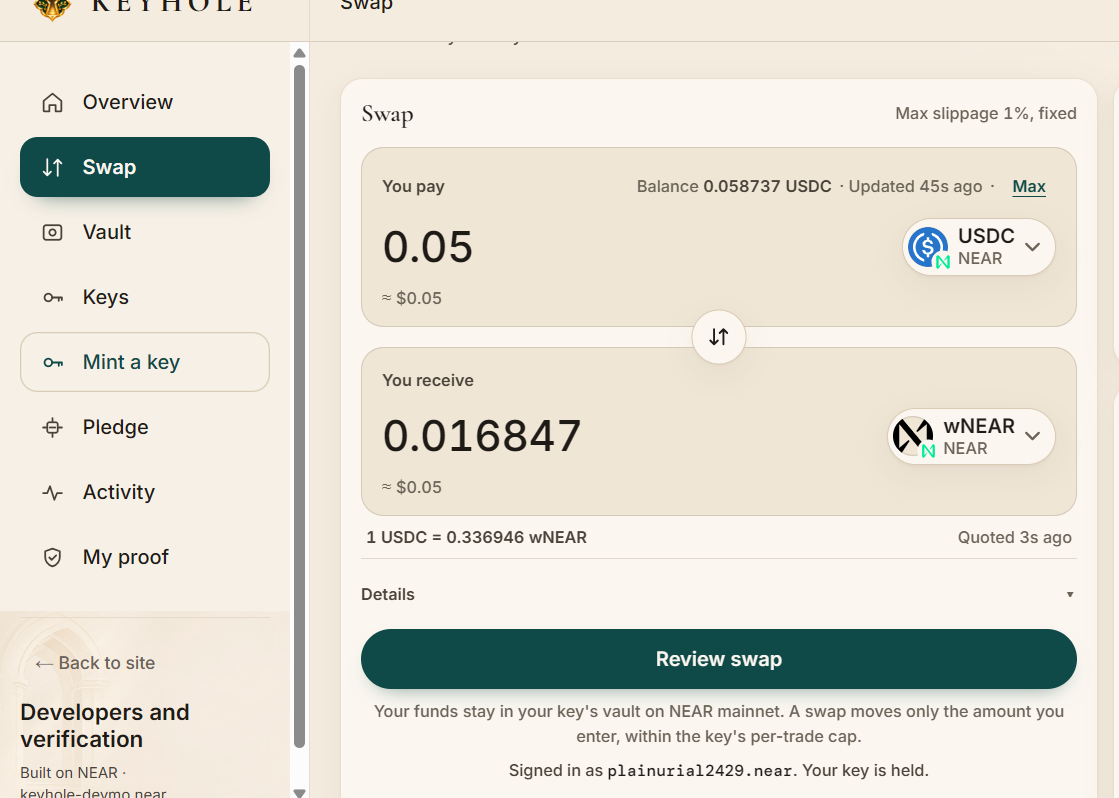 KEYHOLE
Swap
Overview
Swap
Vault
Keys
Mint a key
Pledge
Activity
My proof
← Back to site
Developers and
verification
Built on NEAR ·
keyhole-devmo.near
Swap
Max slippage 1%, fixed
You pay
Balance 0.058737 USDC · Updated 45s ago · Max
0.05
USDC
NEAR
≈ $0.05
You receive
0.016847
wNEAR
NEAR
≈ $0.05
1 USDC = 0.336946 wNEAR
Quoted 3s ago
Details
Review swap
Your funds stay in your key's vault on NEAR mainnet. A swap moves only the amount you
enter, within the key's per-trade cap.
Signed in as plainurial2429.near. Your key is held.